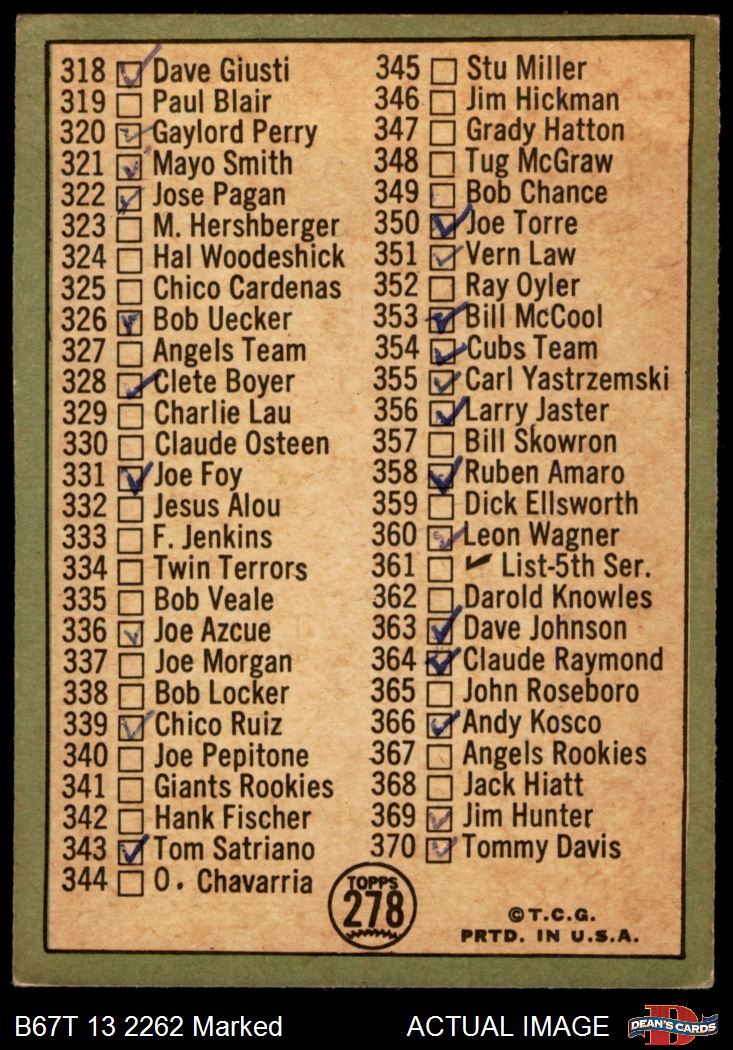 318 Dave Giusti
319 Paul Blair
320 Gaylord Perry
321 Mayo Smith
322 Jose Pagan
323 M. Hershberger
324 Hal Woodeshick
325 Chico Cardenas
326 Bob Uecker
327 Angels Team
328 Clete Boyer
329 Charlie Lau
330 Claude Osteen
331 Joe Foy
332 Jesus Alou
333 F. Jenkins
334 Twin Terrors
335 Bob Veale
336 Joe Azcue
337 Joe Morgan
338 Bob Locker
339 Chico Ruiz
340 Joe Pepitone
341 Giants Rookies
342 Hank Fischer
343 Tom Satriano
344 O. Chavarria
345 Stu Miller
346 Jim Hickman
347 Grady Hatton
348 Tug McGraw
349 Bob Chance
350 Joe Torre
351 Vern Law
352 Ray Oyler
353 Bill McCool
354 Cubs Team
355 Carl Yastrzemski
356 Larry Jaster
357 Bill Skowron
358 Ruben Amaro
359 Dick Ellsworth
360 Leon Wagner
361 ✔ List-5th Ser.
362 Darold Knowles
363 Dave Johnson
364 Claude Raymond
365 John Roseboro
366 Andy Kosco
367 Angels Rookies
368 Jack Hiatt
369 Jim Hunter
370 Tommy Davis
TOPPS
278
©T.C.G.
PRTD. IN U.S.A.
B67T 13 2262 Marked
ACTUAL IMAGE
D
DEAN'S CARDS